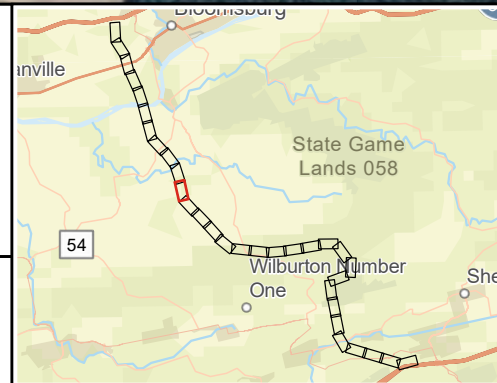 Bloomsburg
anville
State Game
Lands 058
54
Wilburton Number
One
She